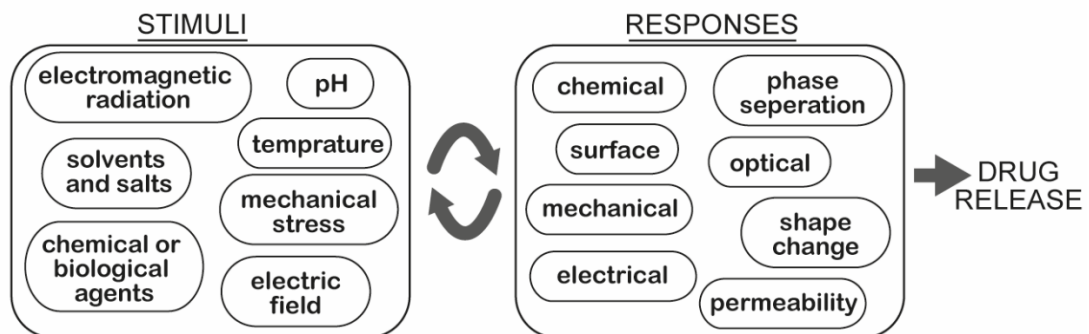 STIMULI
electromagnetic
radiation
pH
temprature
solvents
and salts
mechanical
stress
chemical or
biological
agents
electric
field
RESPONSES
chemical
phase
seperation
surface
optical
mechanical
shape
change
electrical
permeability
DRUG
RELEASE